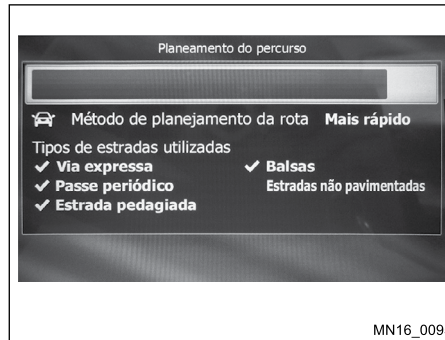 Planeamento do percurso
Método de planejamento da rota Mais rápido
Tipos de estradas utilizadas
Via expressa Balsas
Passe periódico Estradas não pavimentadas
Estrada pedagiada
MN16_009